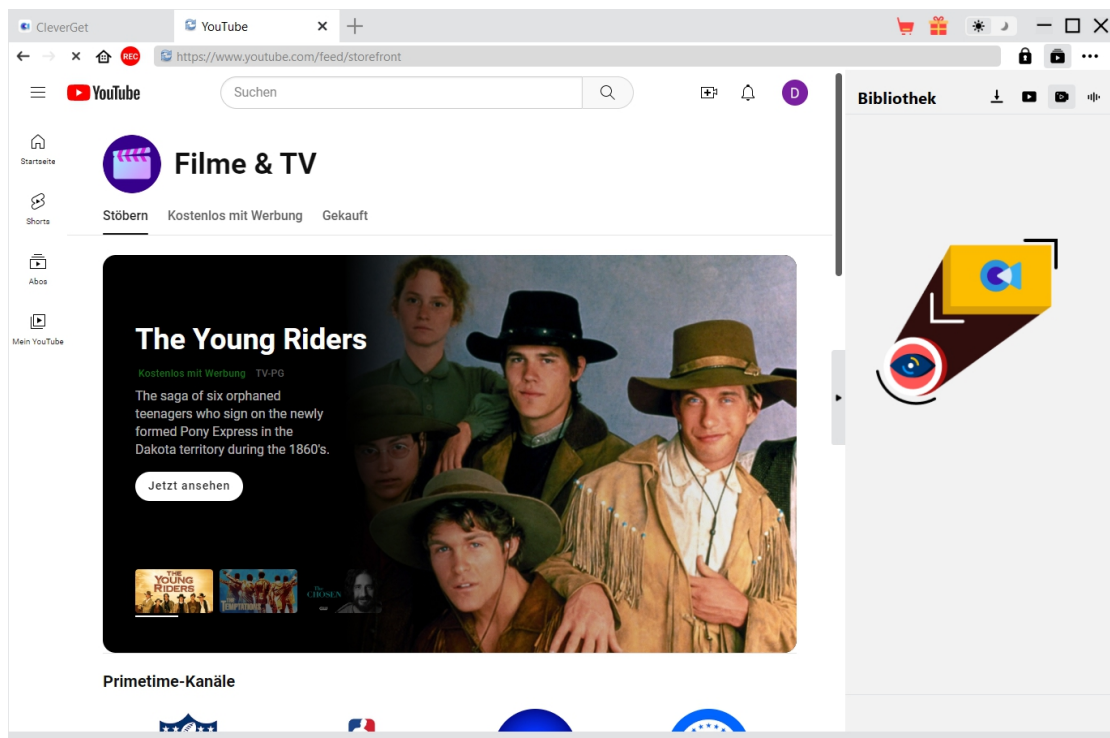 CleverGet
YouTube
REC
https://www.youtube.com/feed/storefront
YouTube
Suchen
D
Bibliothek
Startseite
Shorts
Abos
Mein YouTube
Filme & TV
Stöbern
Kostenlos mit Werbung
Gekauft
The Young Riders
Kostenlos mit Werbung TV-PG
The saga of six orphaned
teenagers who sign on the newly
formed Pony Express in the
Dakota territory during the 1860's.
Jetzt ansehen
THE
YOUNG
RIDERS
THE
TEMPTATIONS
The
CHOSEN
Primetime-Kanäle